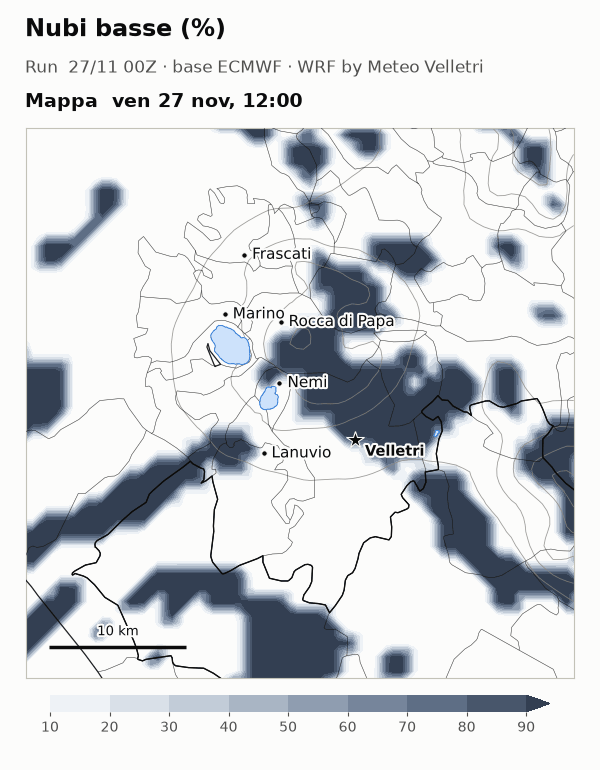 Nubi basse (%)
Run  27/11 00Z · base ECMWF · WRF by Meteo Velletri
Mappa  ven 27 nov, 12:00
Frascati
Marino
Rocca di Papa
Nemi
Velletri
Lanuvio
10 km
10 20 30 40 50 60 70 80 90